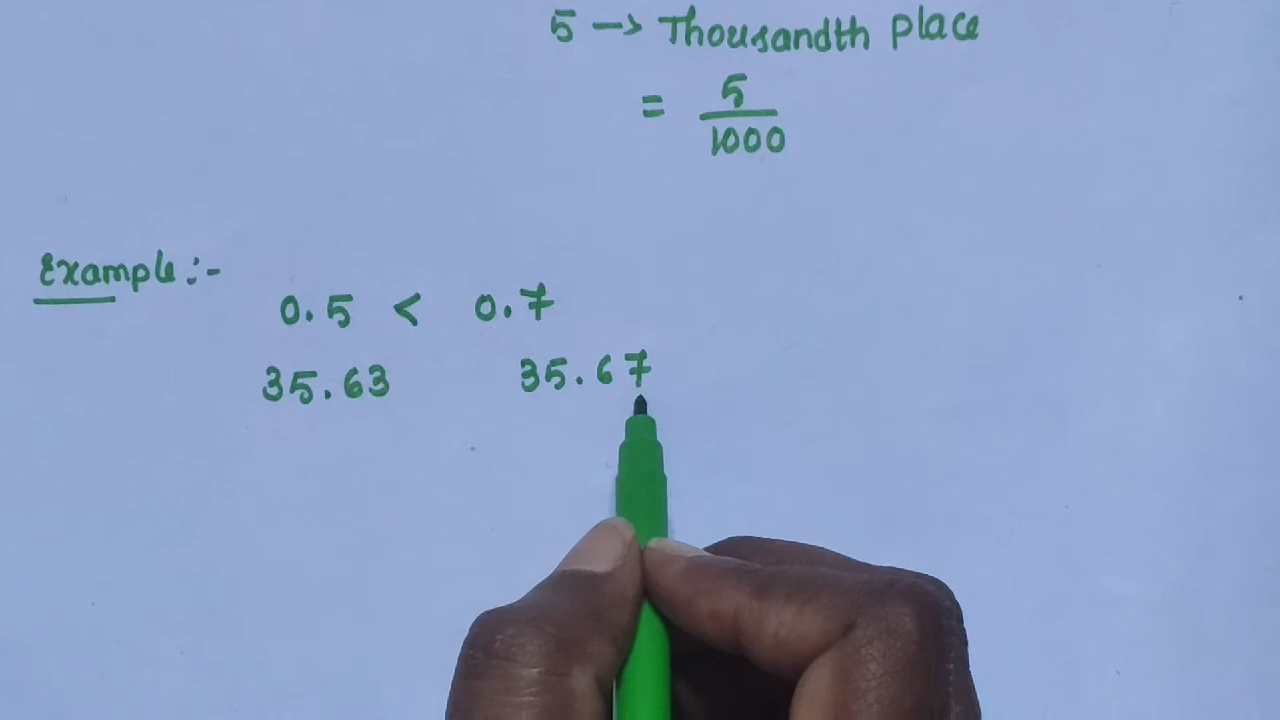 5 → Thousandth place
= 5/1000
Example :-
0.5 < 0.7
35.63 35.67